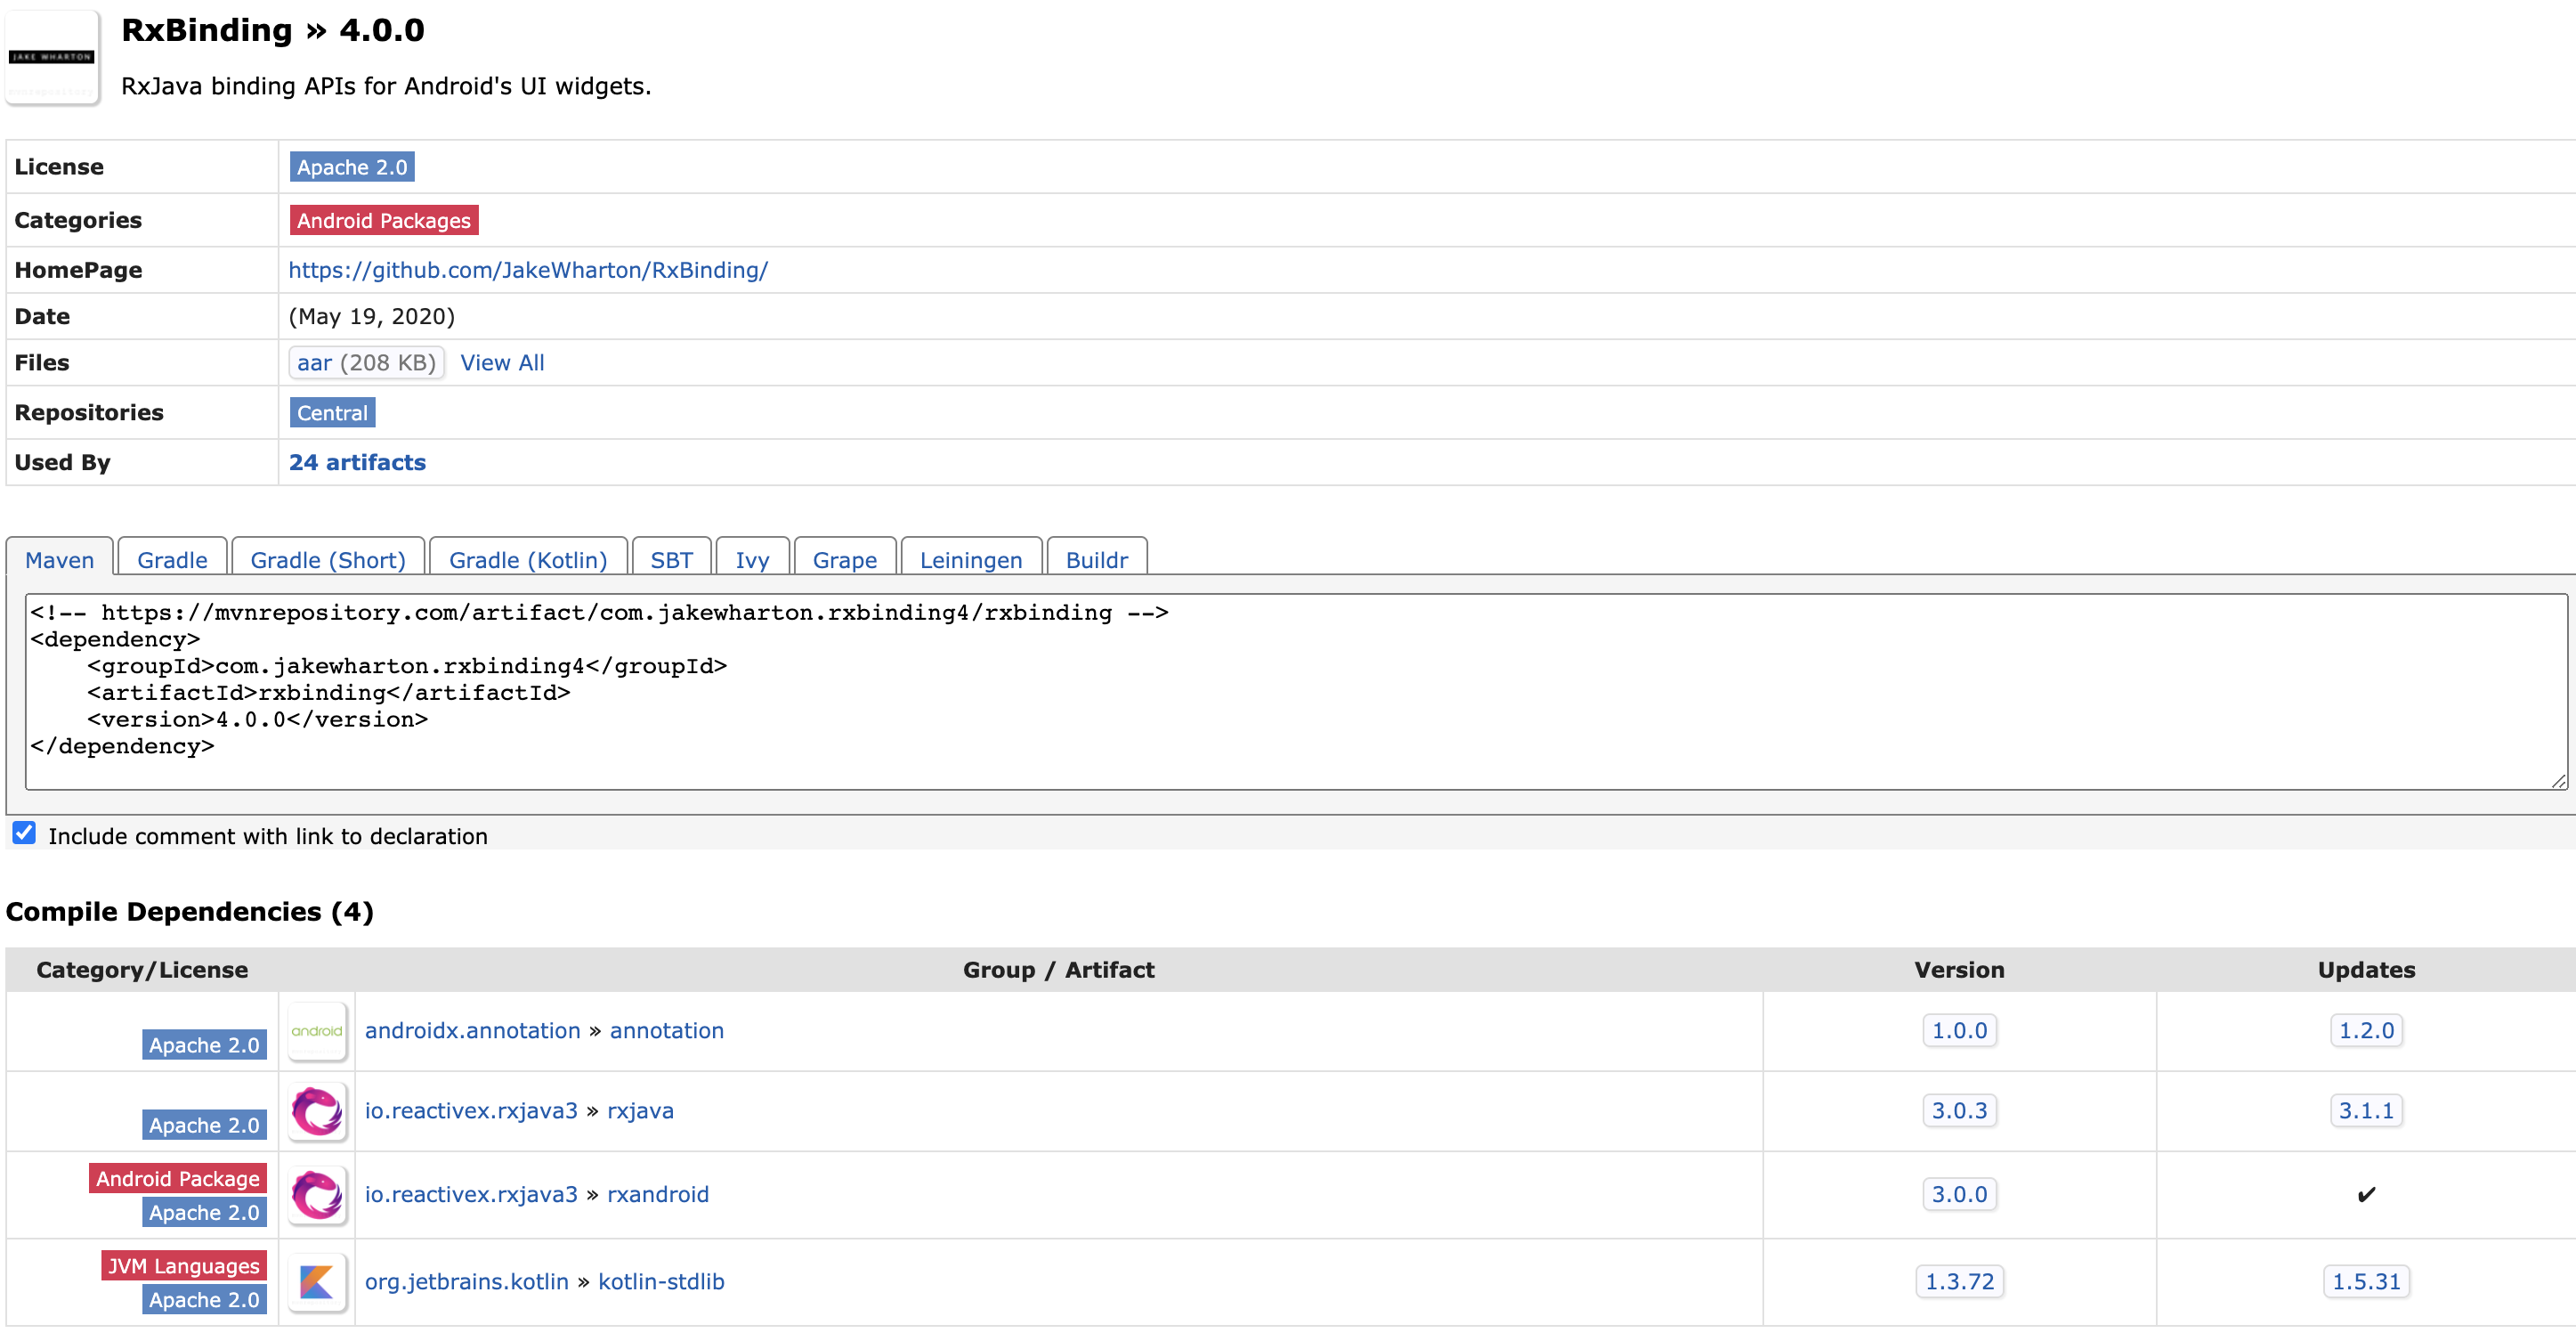 RxBinding » 4.0.0
JAKE WHARTON
RxJava binding APIs for Android's UI widgets.
License Apache 2.0
Categories Android Packages
HomePage https://github.com/JakeWharton/RxBinding/
Date (May 19, 2020)
Files aar (208 KB) View All
Repositories Central
Used By 24 artifacts
Maven Gradle Gradle (Short) Gradle (Kotlin) SBT Ivy Grape Leiningen Buildr
<!-- https://mvnrepository.com/artifact/com.jakewharton.rxbinding4/rxbinding -->
<dependency>
    <groupId>com.jakewharton.rxbinding4</groupId>
    <artifactId>rxbinding</artifactId>
    <version>4.0.0</version>
</dependency>
Include comment with link to declaration
Compile Dependencies (4)
Category/License Group / Artifact Version Updates
Apache 2.0 android androidx.annotation » annotation 1.0.0 1.2.0
Apache 2.0 io.reactivex.rxjava3 » rxjava 3.0.3 3.1.1
Android Package
Apache 2.0 io.reactivex.rxjava3 » rxandroid 3.0.0 ✔
JVM Languages
Apache 2.0 org.jetbrains.kotlin » kotlin-stdlib 1.3.72 1.5.31